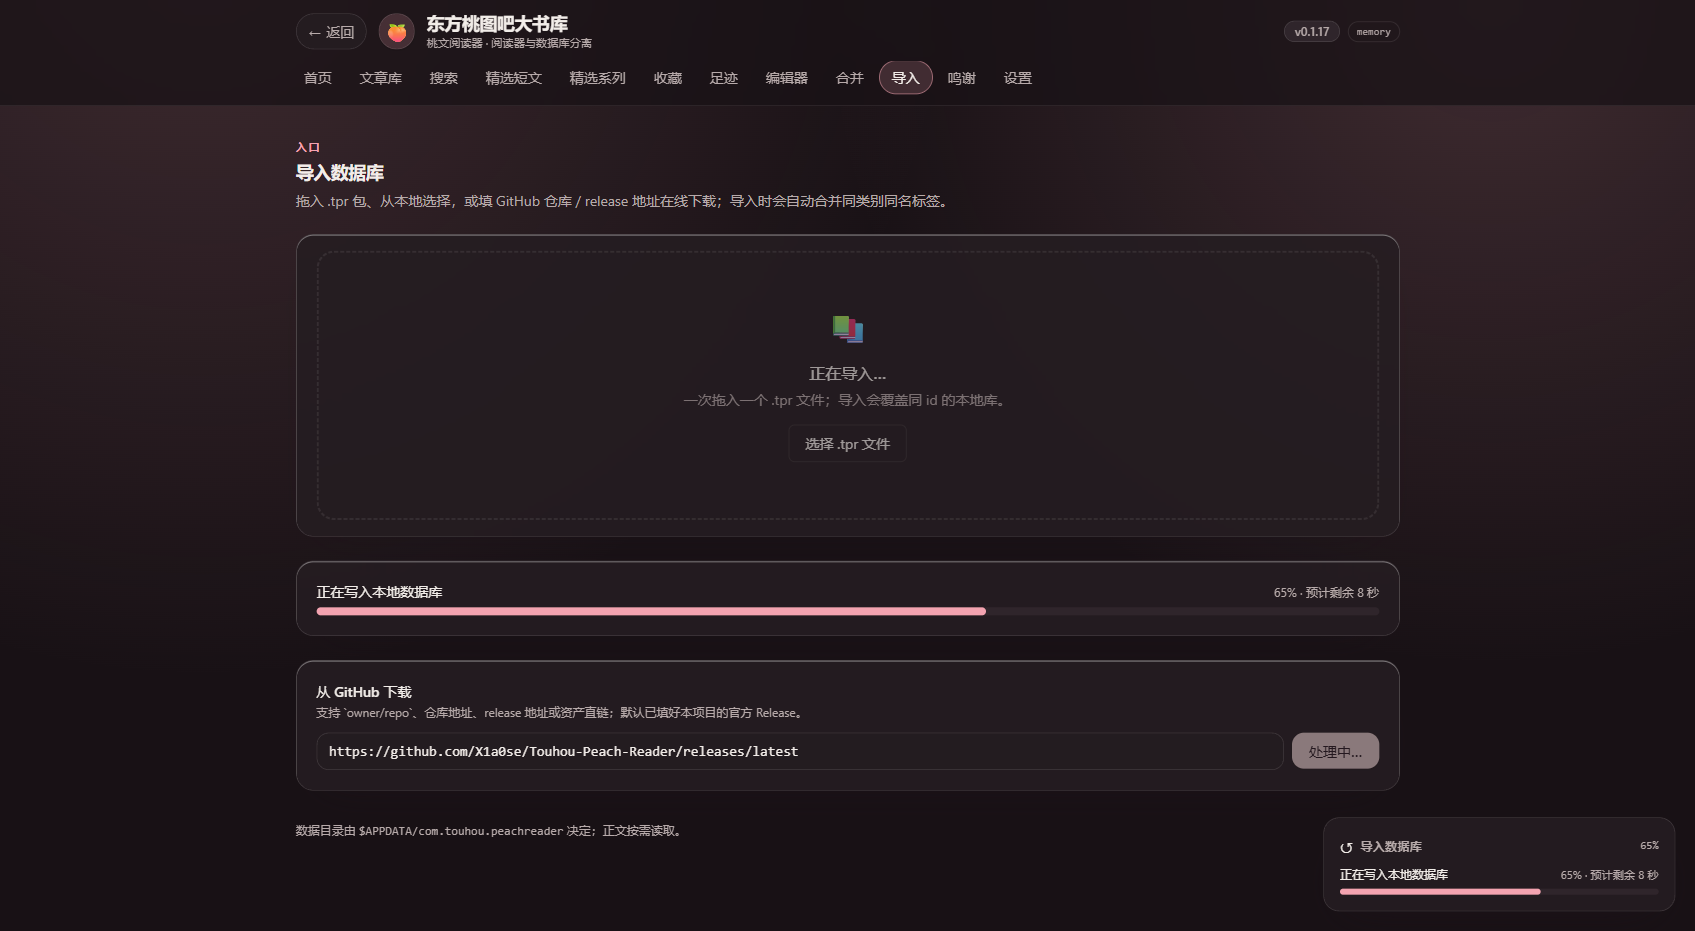 ← 返回
东方桃图吧大书库
桃文阅读器 · 阅读器与数据库分离
v0.1.17
memory
首页
文章库
搜索
精选短文
精选系列
收藏
足迹
编辑器
合并
导入
鸣谢
设置
入口
导入数据库
拖入 .tpr 包、从本地选择，或填 GitHub 仓库 / release 地址在线下载；导入时会自动合并同类别同名标签。
正在导入...
一次拖入一个 .tpr 文件；导入会覆盖同 id 的本地库。
选择 .tpr 文件
正在写入本地数据库
65% · 预计剩余 8 秒
从 GitHub 下载
支持 `owner/repo`、仓库地址、release 地址或资产直链；默认已填好本项目的官方 Release。
https://github.com/X1a0se/Touhou-Peach-Reader/releases/latest
处理中...
数据目录由 $APPDATA/com.touhou.peachreader 决定；正文按需读取。
导入数据库
65%
正在写入本地数据库
65% · 预计剩余 8 秒